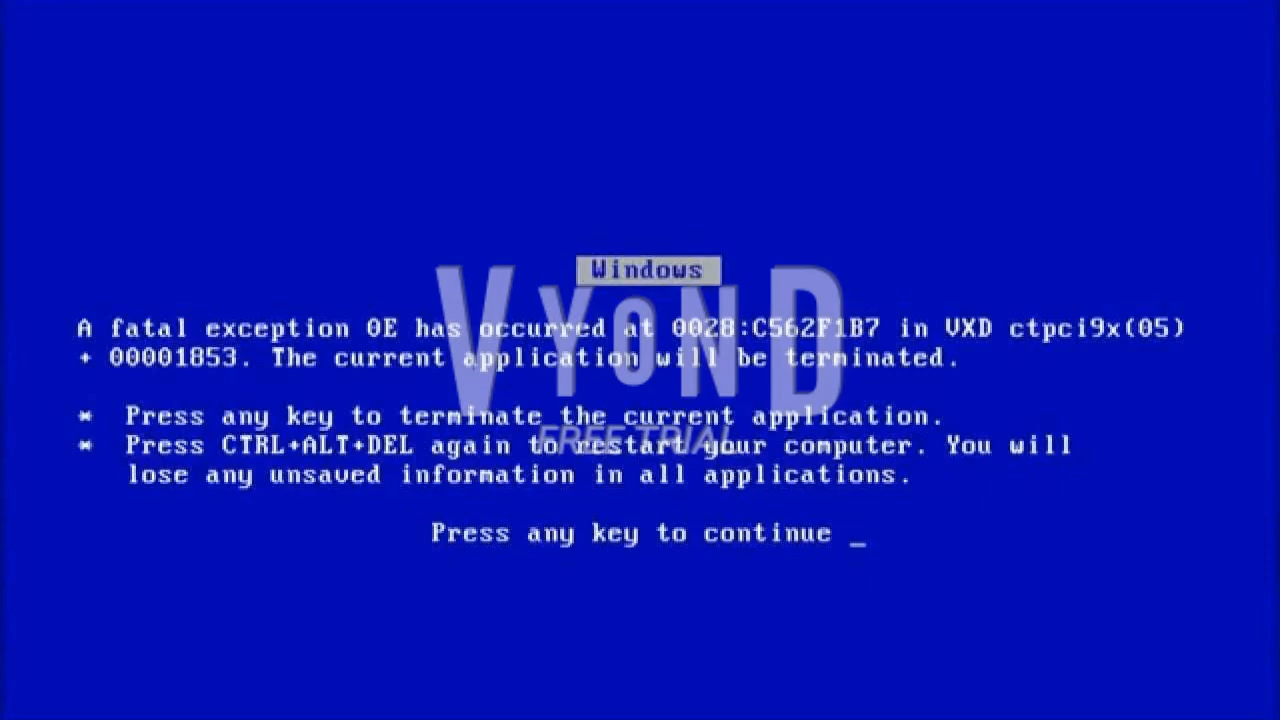 Windows
A fatal exception 0E has occurred at 0028:C562F1B7 in VXD ctpci9x(05)
+ 00001853. The current application will be terminated.
* Press any key to terminate the current application.
* Press CTRL+ALT+DEL again to restart your computer. You will
lose any unsaved information in all applications.
Press any key to continue _
VYOND
FREE TRIAL